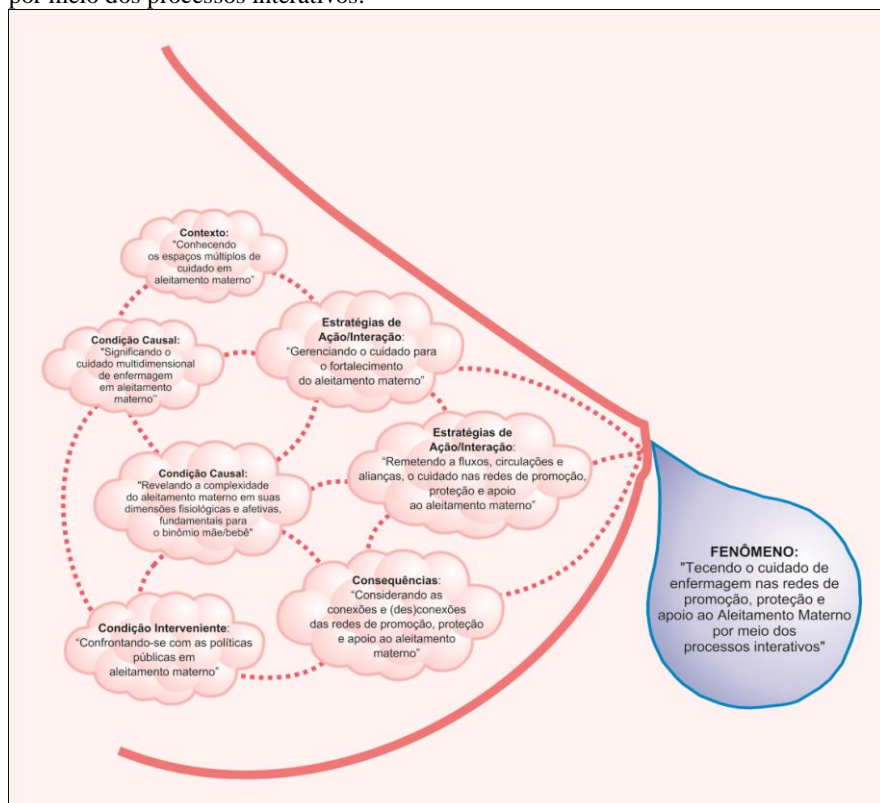 por meio dos processos interativos.
Contexto:
"Conhecendo
os espaços múltiplos de
cuidado em
aleitamento materno"
Condição Causal:
"Significando o
cuidado multidimensional
de enfermagem
em aleitamento
materno"
Estratégias de
Ação/Interação:
"Gerenciando o cuidado para
o fortalecimento
do aleitamento materno"
Estratégias de
Ação/Interação:
"Remetendo a fluxos, circulações e
alianças, o cuidado nas redes de promoção,
proteção e apoio
ao aleitamento materno"
Condição Causal:
"Revelando a complexidade
do aleitamento materno em suas
dimensões fisiológicas e afetivas,
fundamentais para
o binômio mãe/bebê"
Consequências:
"Considerando as
conexões e (des)conexões
das redes de promoção, proteção
e apoio ao aleitamento
materno"
Condição Interveniente:
"Confrontando-se com as políticas
públicas em
aleitamento materno"
FENÔMENO:
"Tecendo o cuidado de
enfermagem nas redes de
promoção, proteção e
apoio ao Aleitamento Materno
por meio dos
processos interativos"